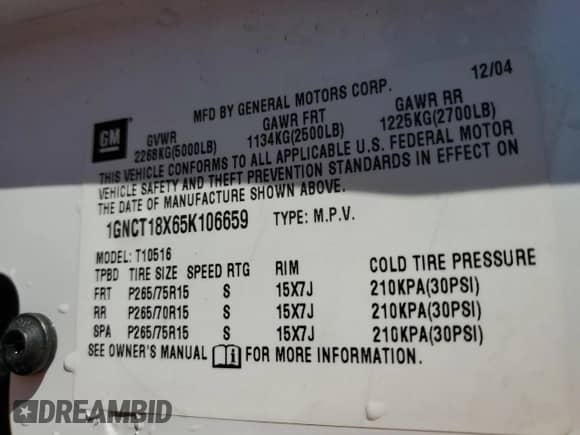 12/04
MFD BY GENERAL MOTORS CORP.
GM
GVWR GAWR FRT GAWR RR
2268KG(5000LB) 1134KG(2500LB) 1225KG(2700LB)
THIS VEHICLE CONFORMS TO ALL APPLICABLE U.S. FEDERAL MOTOR
VEHICLE SAFETY AND THEFT PREVENTION STANDARDS IN EFFECT ON
THE DATE OF MANUFACTURE SHOWN ABOVE.
1GNCT18X65K106659 TYPE: M.P.V.
MODEL: T10516
TPBD TIRE SIZE SPEED RTG RIM COLD TIRE PRESSURE
FRT P265/75R15 S 15X7J 210KPA(30PSI)
RR P265/70R15 S 15X7J 210KPA(30PSI)
SPA P265/75R15 S 15X7J 210KPA(30PSI)
SEE OWNER'S MANUAL i FOR MORE INFORMATION.
DREAMBID